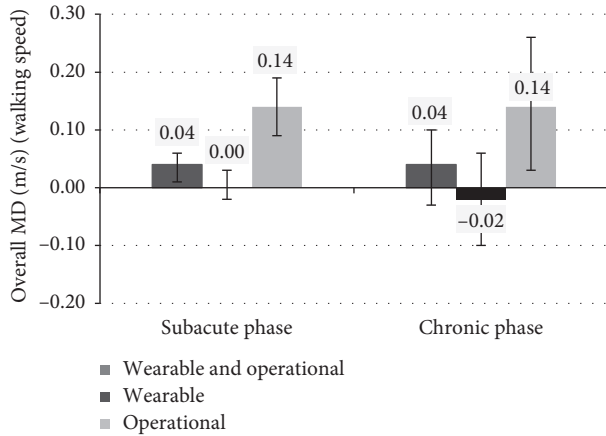 Overall MD (m/s) (walking speed)
0.30
0.20
0.10
0.00
−0.10
−0.20
0.04
0.00
0.14
0.04
−0.02
0.14
Subacute phase
Chronic phase
Wearable and operational
Wearable
Operational